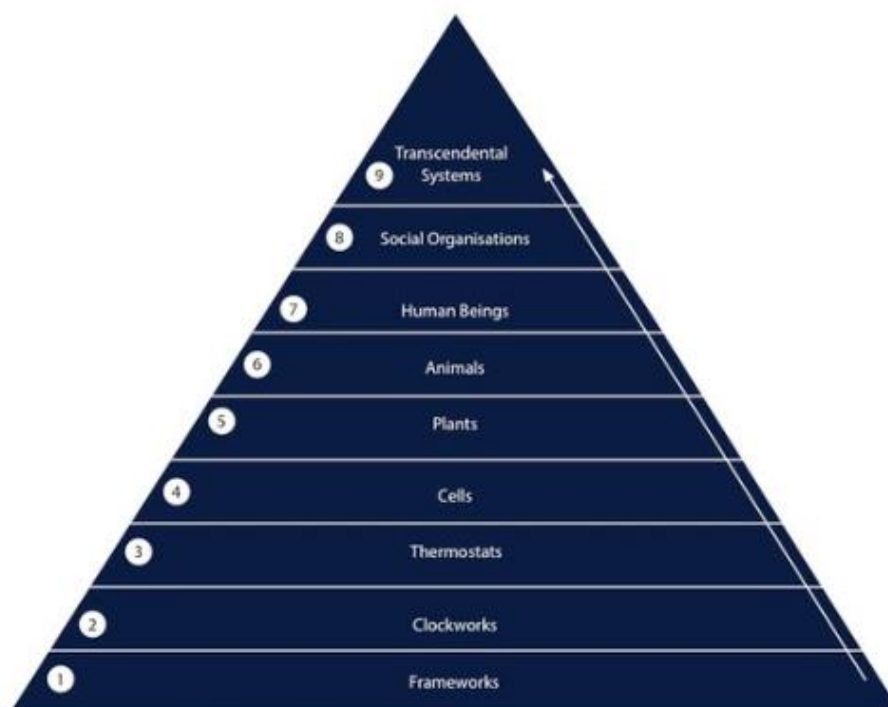 Transcendental
9 Systems
8 Social Organisations
7 Human Beings
6 Animals
5 Plants
4 Cells
3 Thermostats
2 Clockworks
1 Frameworks